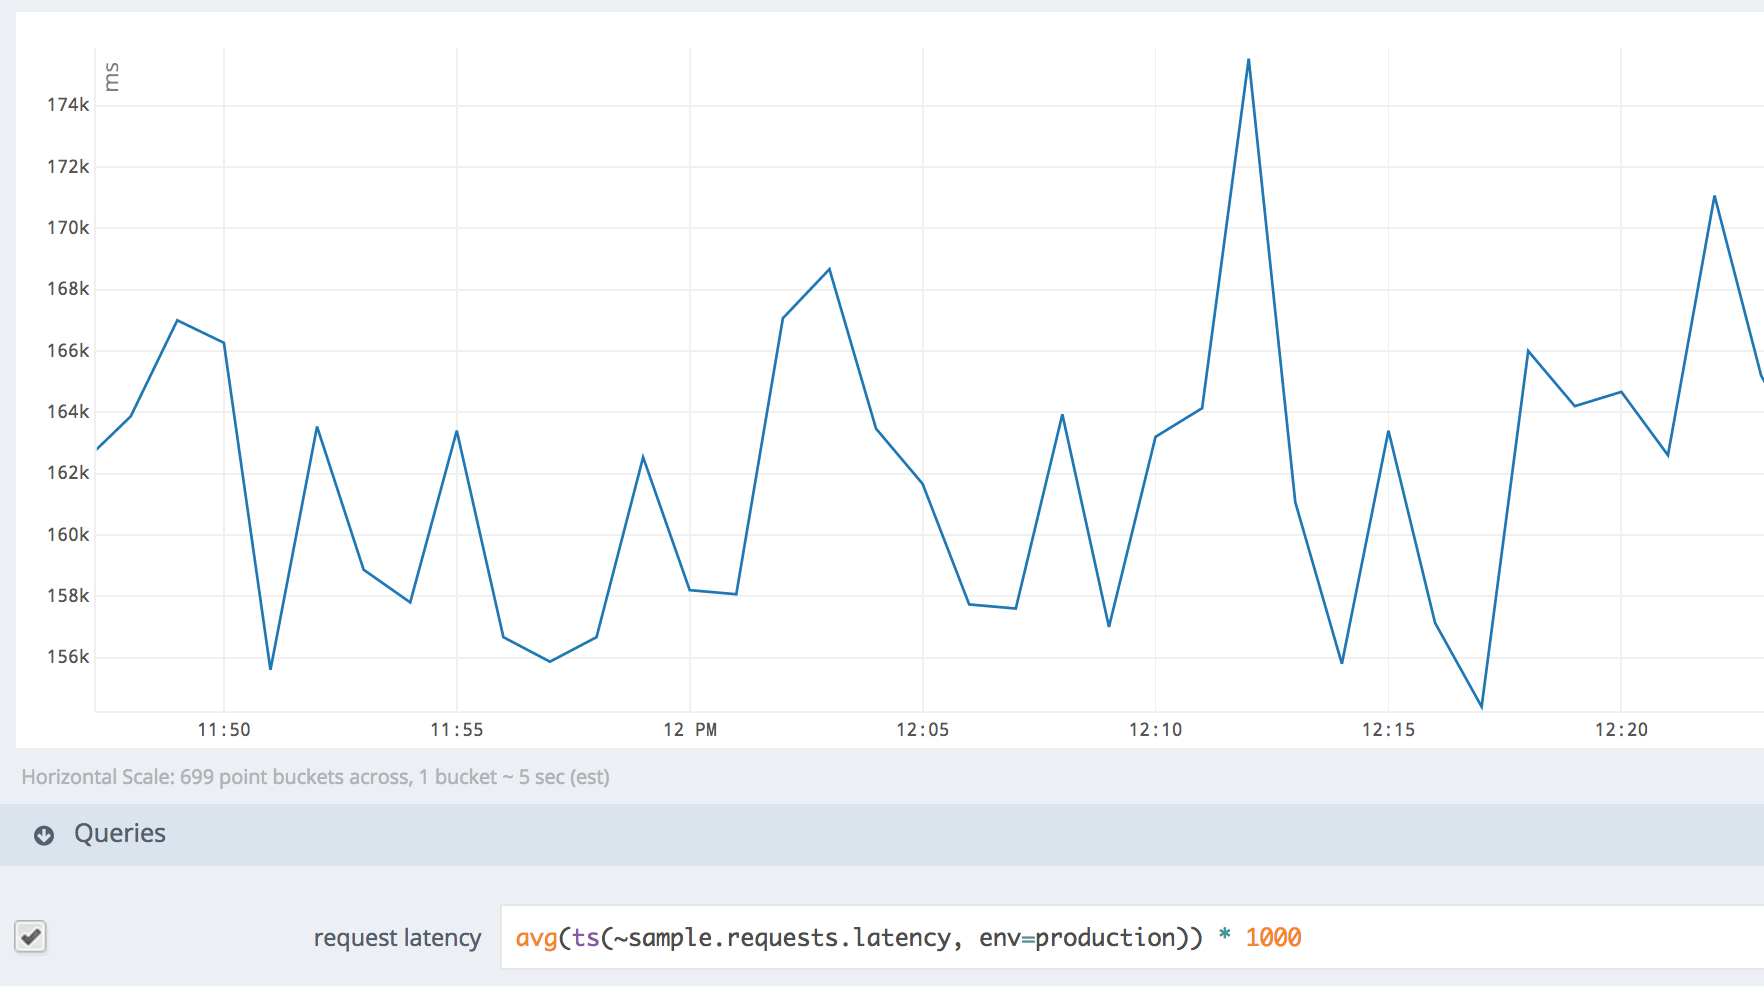 ms
174k
172k
170k
168k
166k
164k
162k
160k
158k
156k
11:50 11:55 12 PM 12:05 12:10 12:15 12:20
Horizontal Scale: 699 point buckets across, 1 bucket ~ 5 sec (est)
Queries
request latency avg(ts(~sample.requests.latency, env=production)) * 1000